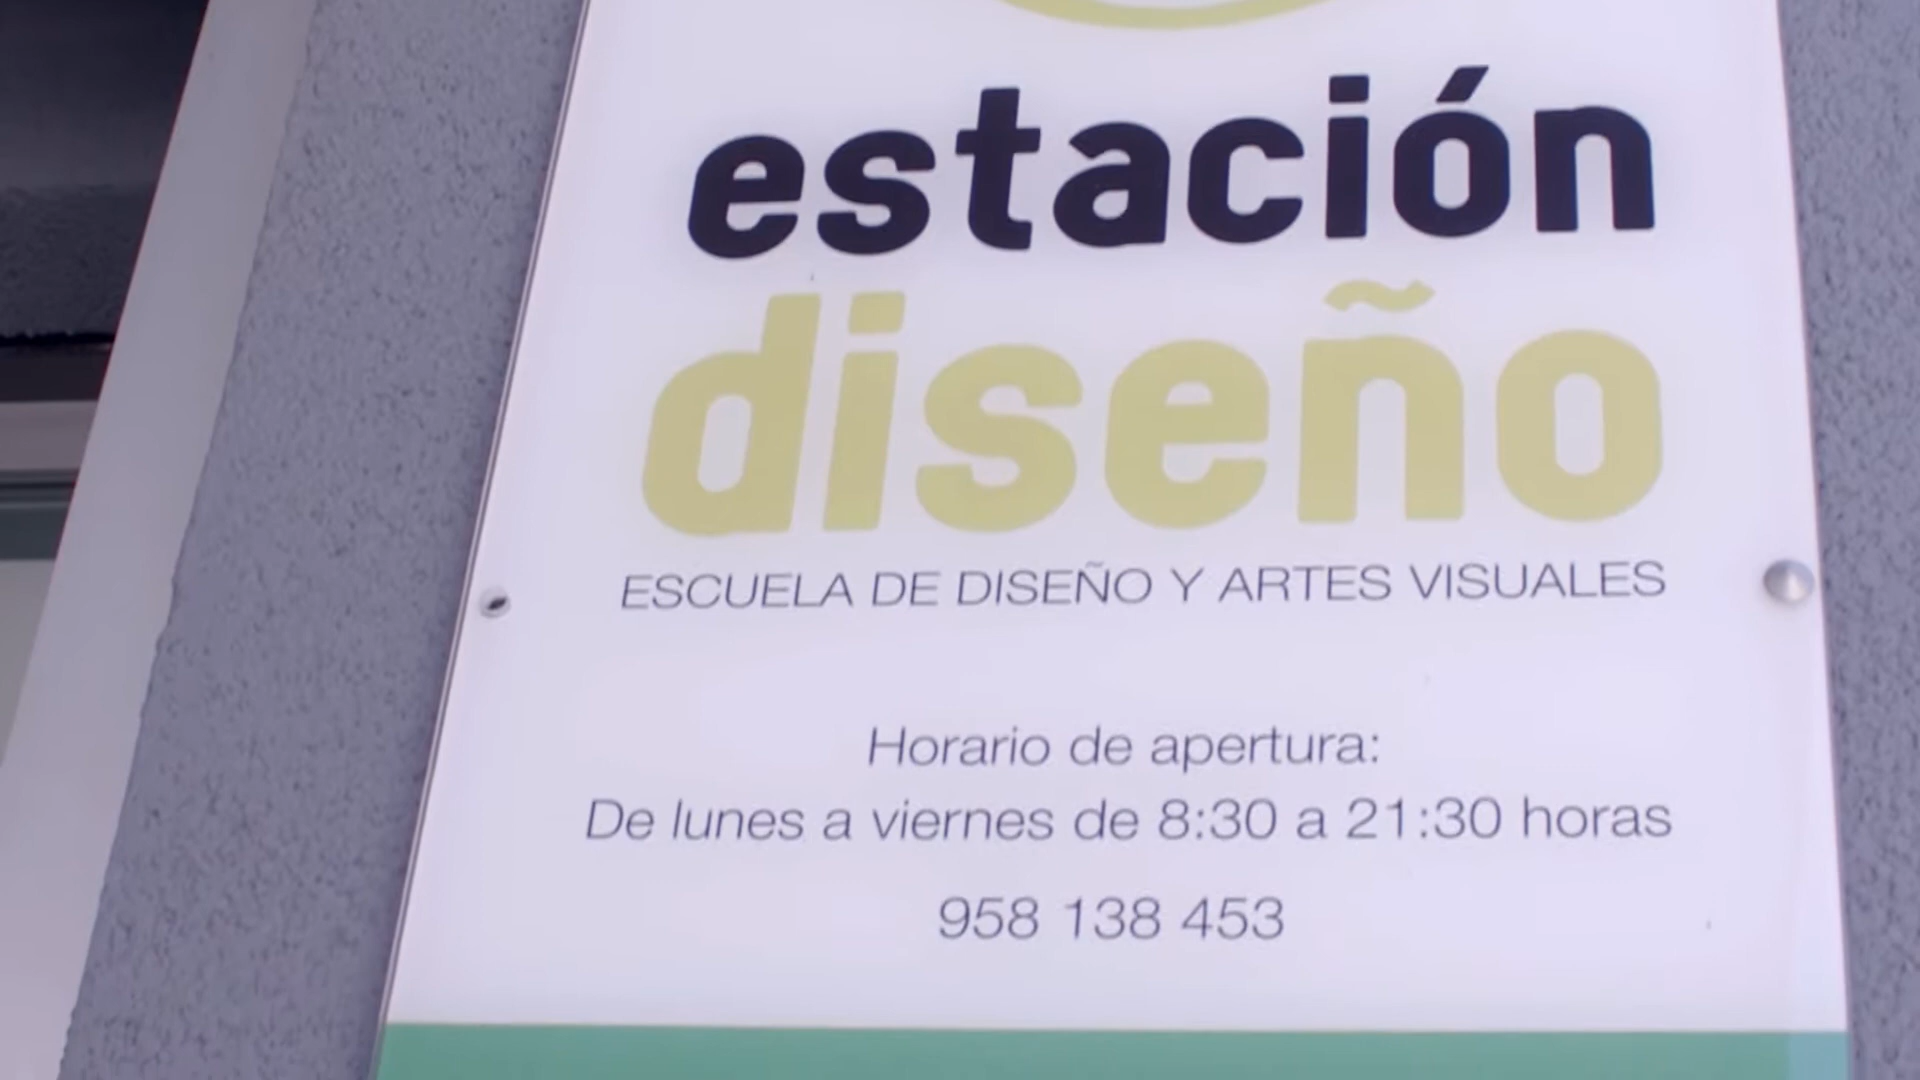 estación
diseño
ESCUELA DE DISEÑO Y ARTES VISUALES
Horario de apertura:
De lunes a viernes de 8:30 a 21:30 horas
958 138 453